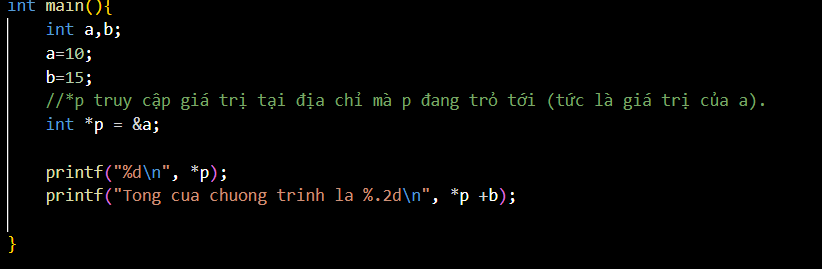 int main(){
int a,b;
a=10;
b=15;
//*p truy cập giá trị tại địa chỉ mà p đang trỏ tới (tức là giá trị của a).
int *p = &a;
printf("%d\n", *p);
printf("Tong cua chuong trinh la %.2d\n", *p +b);
}